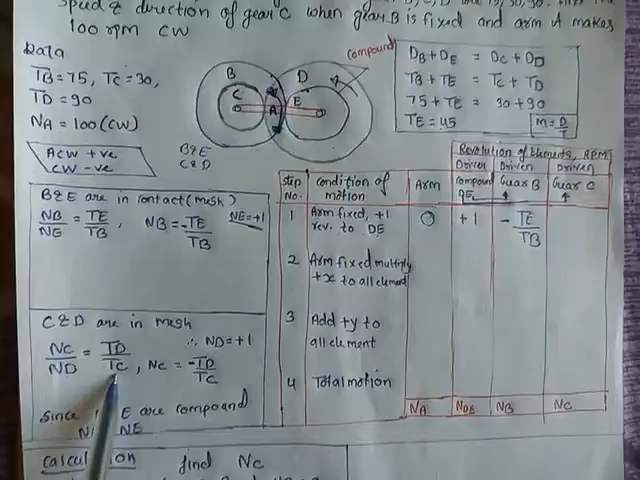 speed & direction of gear C when gear B is fixed and arm A makes
100 rpm CW
Data
TB = 75, TC = 30,
TD = 90
NA = 100 (CW)
ACW +ve
CW -ve
B&E
C&D
B
D
C
A
E
compound
DB + DE = DC + DD
TB + TE = TC + TD
75 + TE = 30 + 90
TE = 45
m = D/T
B&E are in contact (mesh)
NB/NE = TE/TB, NB = -TE/TB NE = +1
C&D are in mesh
∴ ND = +1
NC/ND = TD/TC, NC = -TD/TC
Since E are compound
NE
Revolution of Elements, RPM
Step No. condition of motion Arm Driver compound DE Driven Gear B Driven Gear C
1 Arm fixed, +1 rev. to DE 0 +1 -TE/TB
2 Arm fixed multiply +x to all element
3 Add +y to all element
4 Total motion
NA NDE NB NC
Calculation find NC